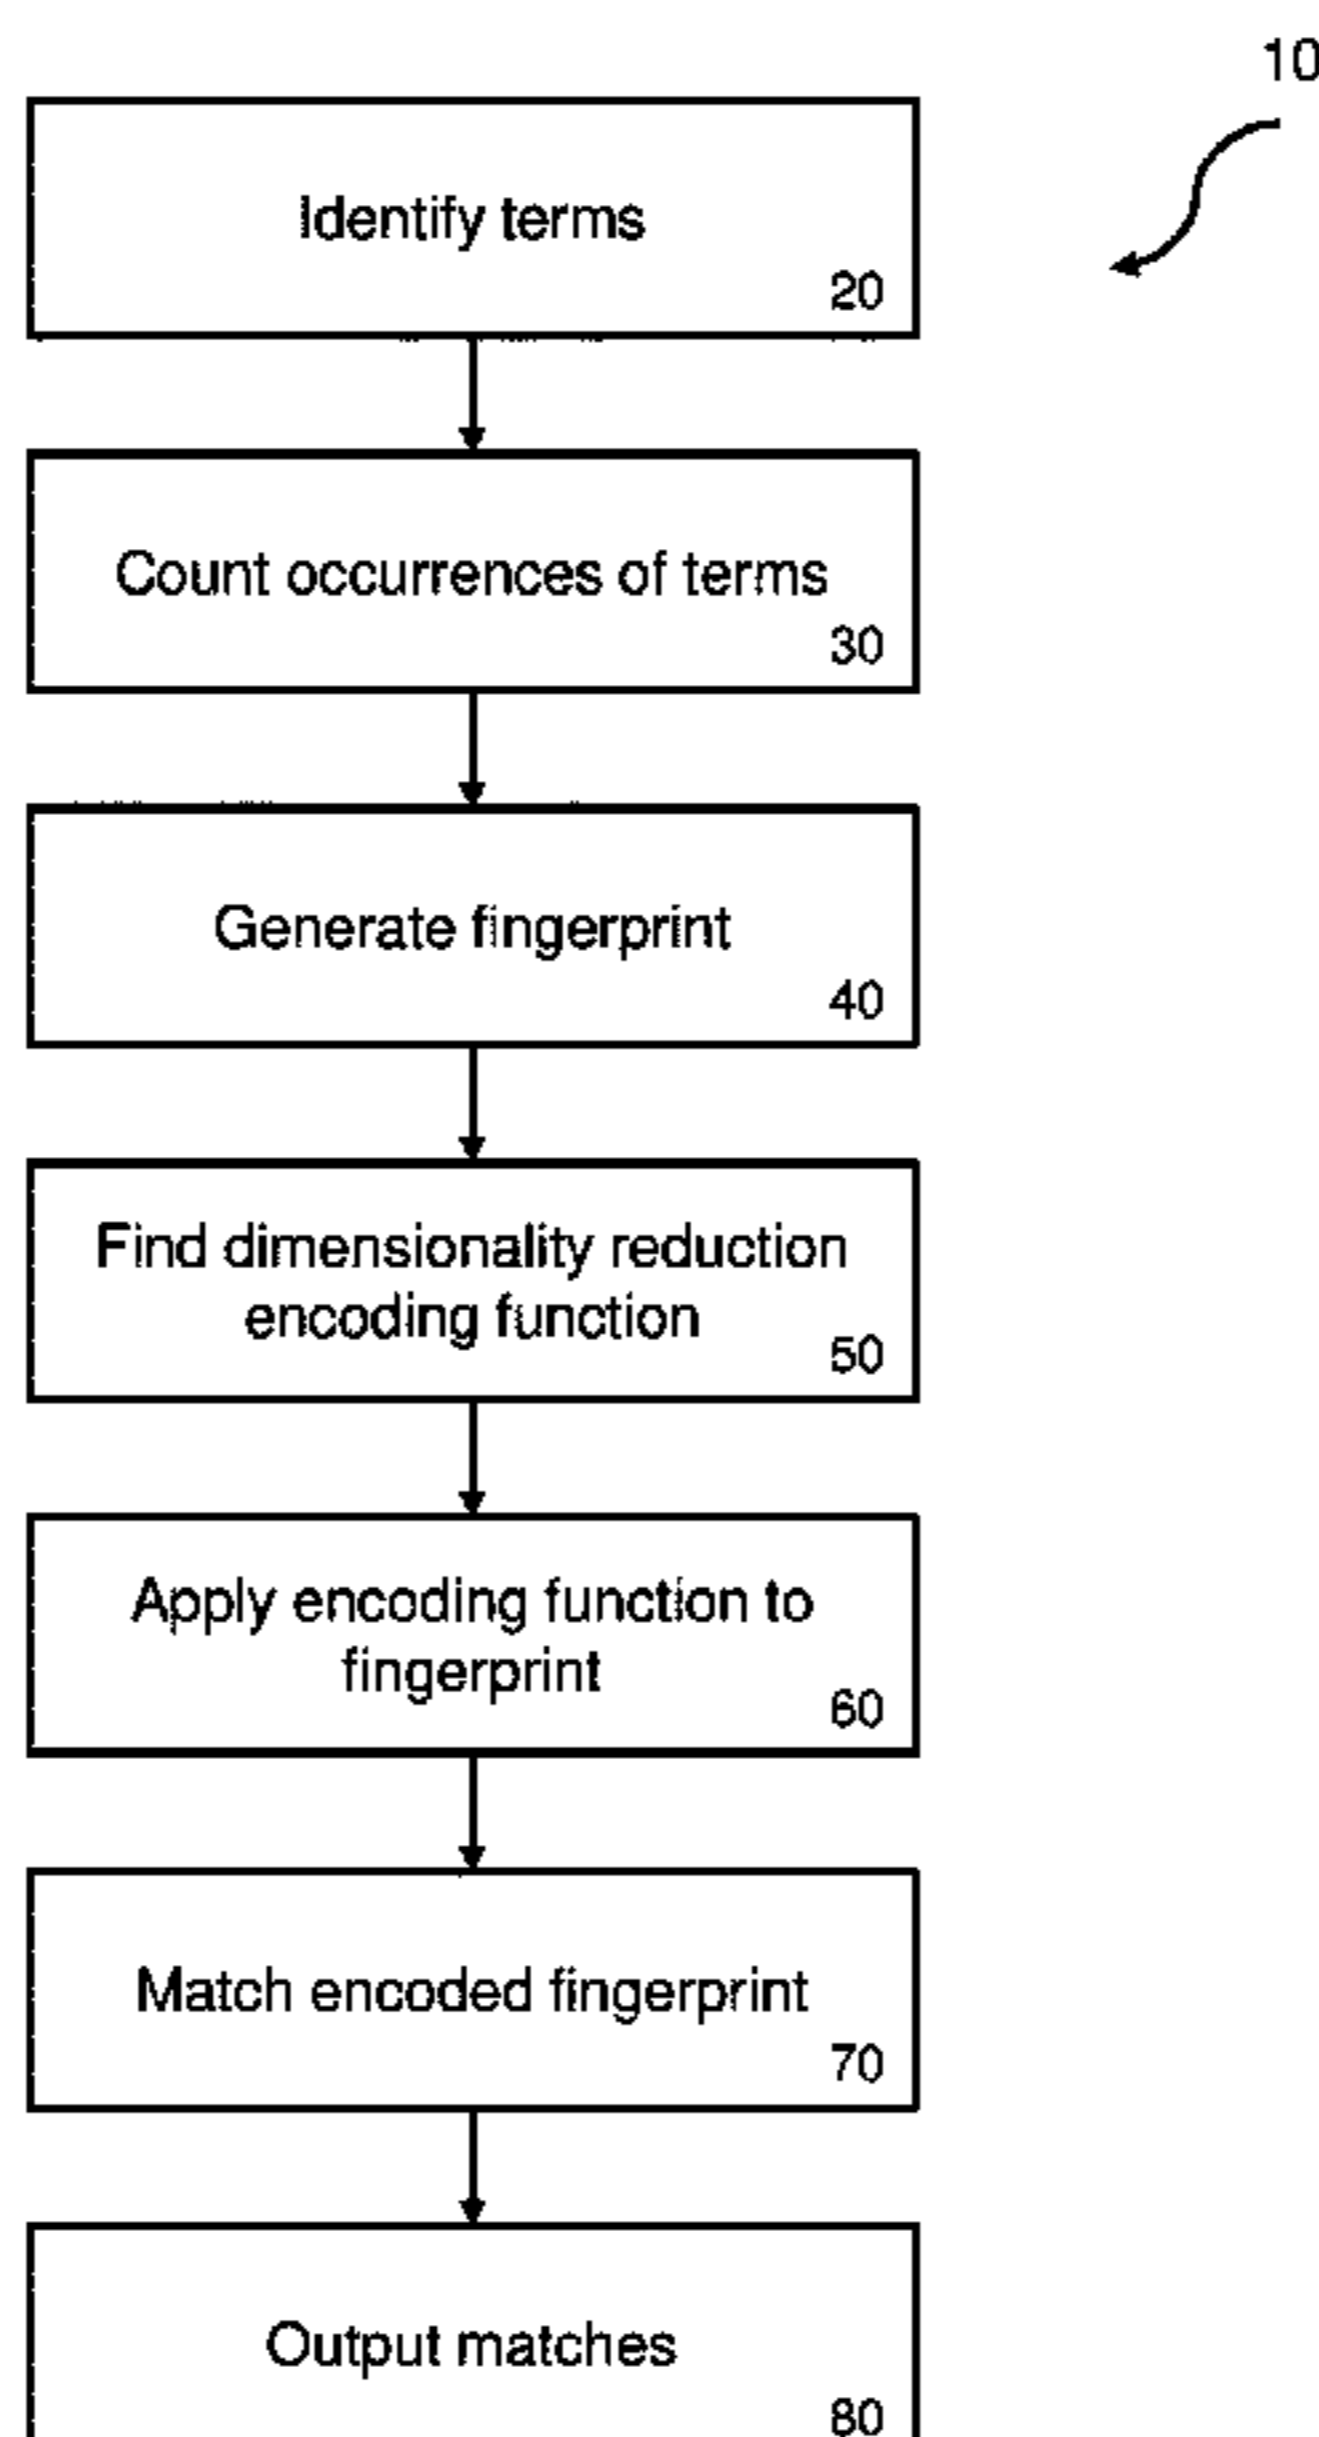 10
Identify terms
20
Count occurrences of terms
30
Generate fingerprint
40
Find dimensionality reduction
encoding function
50
Apply encoding function to
fingerprint
60
Match encoded fingerprint
70
Output matches
80